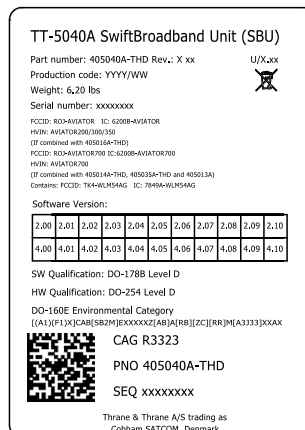 TT-5040A SwiftBroadband Unit (SBU)
Part number: 405040A-THD Rev.: X xx U/X.xx
Production code: YYYY/WW
Weight: 6.20 lbs
Serial number: xxxxxxxx
FCCID: ROJ-AVIATOR IC: 6200B-AVIATOR
HVIN: AVIATOR200/300/350
(If combined with 405016A-THD)
FCCID: ROJ-AVIATOR700 IC:6200B-AVIATOR700
HVIN: AVIATOR700
(If combined with 405014A-THD, 405035A-THD and 405013A)
Contains: FCCID: TK4-WLM54AG IC: 7849A-WLM54AG
Software Version:
2.00 2.01 2.02 2.03 2.04 2.05 2.06 2.07 2.08 2.09 2.10
4.00 4.01 4.02 4.03 4.04 4.05 4.06 4.07 4.08 4.09 4.10
SW Qualification: DO-178B Level D
HW Qualification: DO-254 Level D
DO-160E Environmental Category
[(A1)(F1)X]CAB[SB2M]EXXXXXZ[AB]A[RB][ZC][RR]M[A3J33]XXAX
CAG R3323
PNO 405040A-THD
SEQ xxxxxxxx
Thrane & Thrane A/S trading as
Cobham SATCOM, Denmark